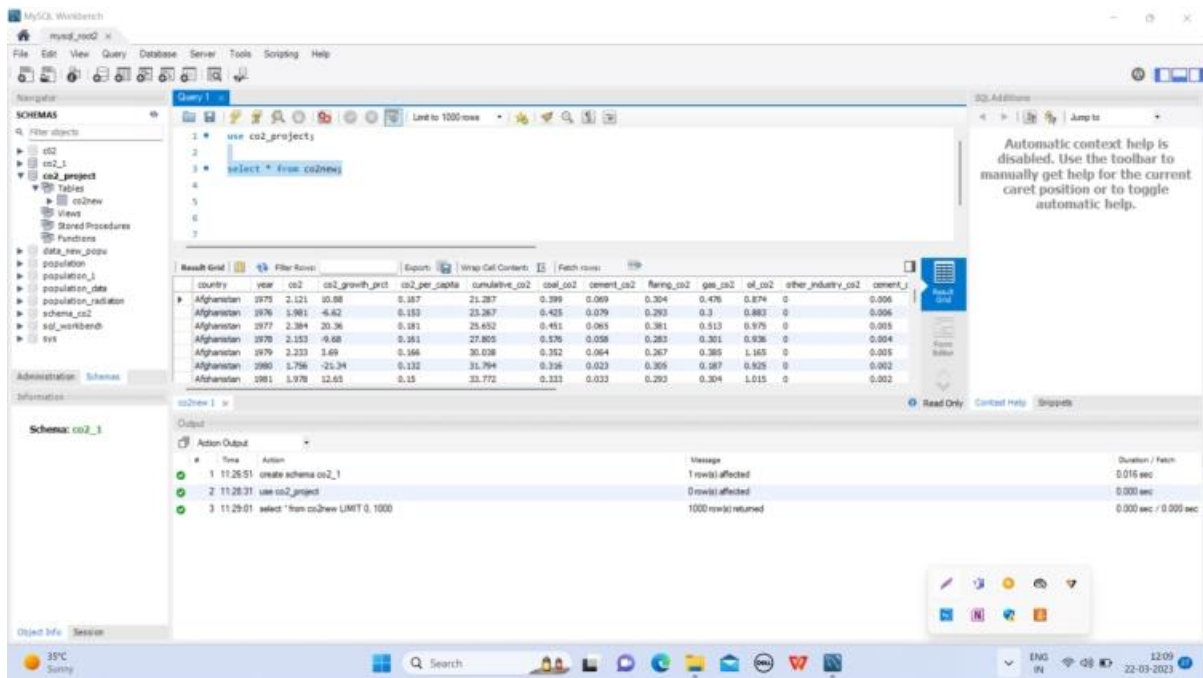 MySQL Workbench
mysql_root2 ×
File Edit View Query Database Server Tools Scripting Help
Navigator
SCHEMAS
Filter objects
c02
co2_1
co2_project
Tables
co2new
Views
Stored Procedures
Functions
data_new_popu
population
population_1
population_data
population_radiation
schema_co2
sql_workbench
sys
Administration Schemas
Information
Schema: co2_1
Object Info Session
Query 1 ×
Limit to 1000 rows
1 use co2_project;
2
3 select * from co2new;
4
5
6
7
Result Grid Filter Rows: Export: Wrap Cell Content: Fetch rows:
country year co2 co2_growth_prct co2_per_capita cumulative_co2 coal_co2 cement_co2 flaring_co2 gas_co2 oil_co2 other_industry_co2
Afghanistan 1975 2.121 10.88 0.167 21.287 0.399 0.069 0.304 0.476 0.874 0 0.006
Afghanistan 1976 1.981 -6.62 0.153 23.267 0.425 0.079 0.293 0.3 0.883 0 0.006
Afghanistan 1977 2.384 20.36 0.181 25.652 0.451 0.065 0.381 0.513 0.975 0 0.005
Afghanistan 1978 2.153 -9.68 0.161 27.805 0.576 0.058 0.283 0.301 0.936 0 0.004
Afghanistan 1979 2.233 3.69 0.166 30.038 0.352 0.064 0.267 0.385 1.165 0 0.005
Afghanistan 1980 1.756 -21.34 0.132 31.794 0.316 0.023 0.305 0.187 0.925 0 0.002
Afghanistan 1981 1.978 12.65 0.15 33.772 0.333 0.033 0.293 0.304 1.015 0 0.002
Result
Grid
Form
Editor
co2new 1 ×
Read Only
Output
Action Output
# Time Action Message Duration / Fetch
1 11:26:51 create schema co2_1 1 row(s) affected 0.016 sec
2 11:28:31 use co2_project 0 row(s) affected 0.000 sec
3 11:29:01 select * from co2new LIMIT 0, 1000 1000 row(s) returned 0.000 sec / 0.000 sec
SQL Additions
Jump to
Automatic context help is
disabled. Use the toolbar to
manually get help for the current
caret position or to toggle
automatic help.
Context Help Snippets
35°C
Sunny
Search
ENG
IN
12:09
22-03-2023